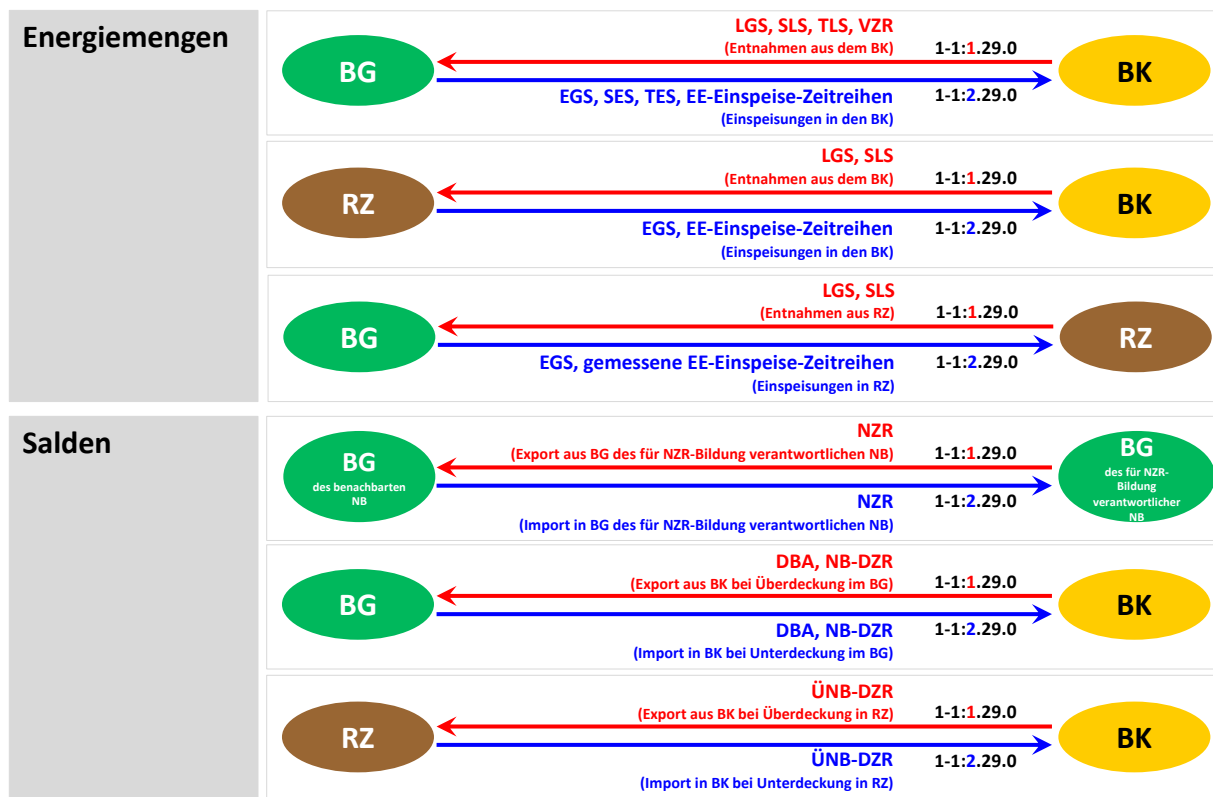 Energiemengen
LGS, SLS, TLS, VZR
(Entnahmen aus dem BK)
1-1:1.29.0
BG
BK
EGS, SES, TES, EE-Einspeise-Zeitreihen
1-1:2.29.0
(Einspeisungen in den BK)
LGS, SLS
(Entnahmen aus dem BK)
1-1:1.29.0
RZ
BK
EGS, EE-Einspeise-Zeitreihen
1-1:2.29.0
(Einspeisungen in den BK)
LGS, SLS
(Entnahmen aus RZ)
1-1:1.29.0
BG
RZ
EGS, gemessene EE-Einspeise-Zeitreihen
1-1:2.29.0
(Einspeisungen in RZ)
Salden
NZR
(Export aus BG des für NZR-Bildung verantwortlichen NB)
1-1:1.29.0
BG
des benachbarten
NB
BG
des für NZR-
Bildung
verantwortlicher
NB
NZR
1-1:2.29.0
(Import in BG des für NZR-Bildung verantwortlichen NB)
DBA, NB-DZR
(Export aus BK bei Überdeckung im BG)
1-1:1.29.0
BG
BK
DBA, NB-DZR
1-1:2.29.0
(Import in BK bei Unterdeckung im BG)
ÜNB-DZR
(Export aus BK bei Überdeckung in RZ)
1-1:1.29.0
RZ
BK
ÜNB-DZR
1-1:2.29.0
(Import in BK bei Unterdeckung in RZ)